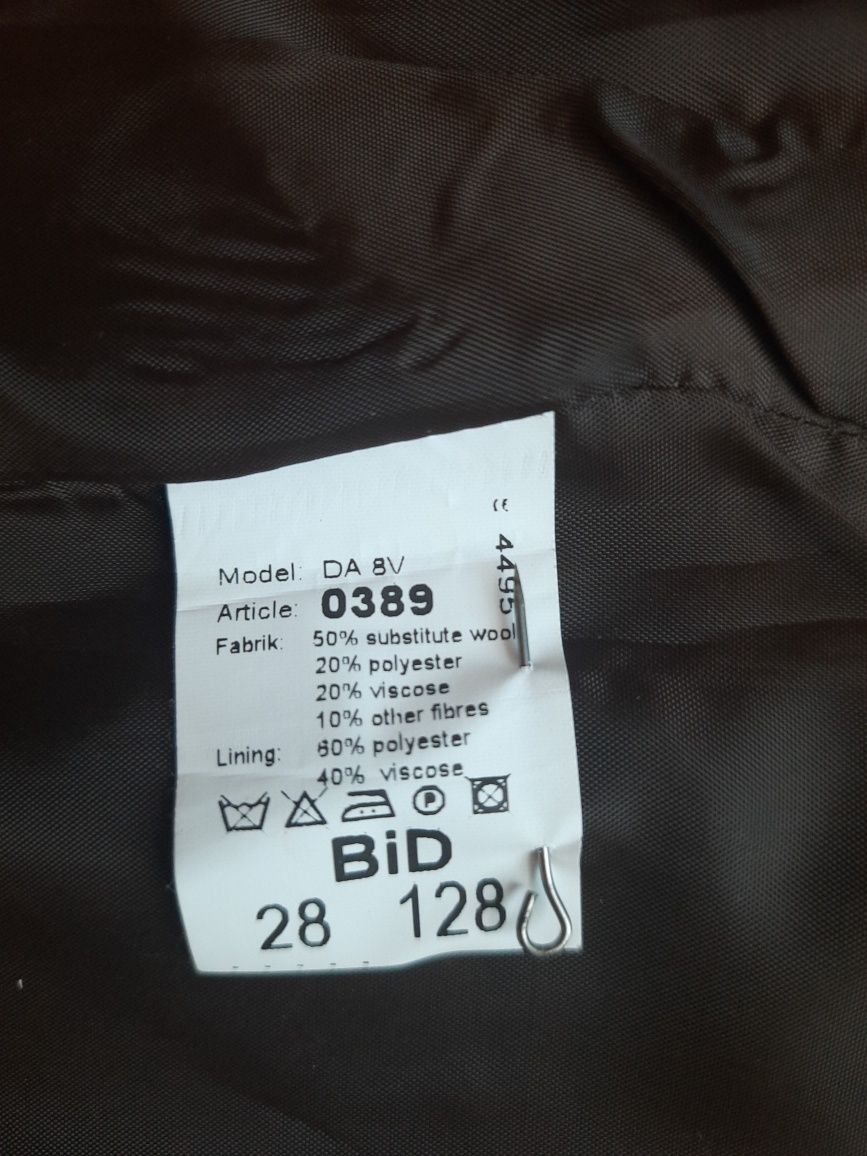 CE 4495
Model: DA 8V
Article: 0389
Fabrik: 50% substitute wool
20% polyester
20% viscose
10% other fibres
Lining: 60% polyester
40% viscose
P
BiD
28 128